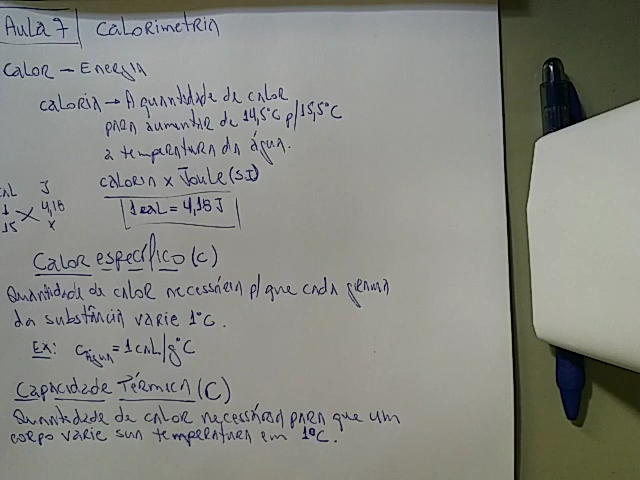 Aula 7 Calorimetria
Calor - Energia
Caloria → A quantidade de calor
para aumentar de 14,5°C p/ 15,5°C
a temperatura da água.
Caloria x Joule (SI)
cal J
1 4,18
15 x
1 cal = 4,18 J
Calor específico (c)
Quantidade de calor necessária p/ que cada grama
da substância varie 1°C.
Ex: cÁgua = 1 cal/g°C
Capacidade Térmica (C)
Quantidade de calor necessária para que um
corpo varie sua temperatura em 1°C.